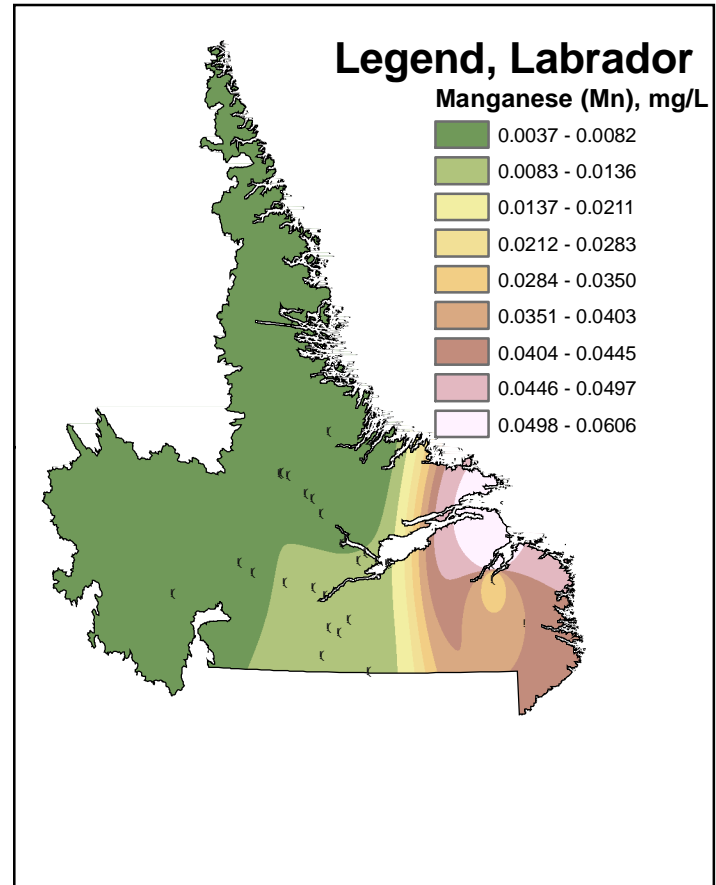 Legend, Labrador
Manganese (Mn), mg/L
0.0037 - 0.0082
0.0083 - 0.0136
0.0137 - 0.0211
0.0212 - 0.0283
0.0284 - 0.0350
0.0351 - 0.0403
0.0404 - 0.0445
0.0446 - 0.0497
0.0498 - 0.0606